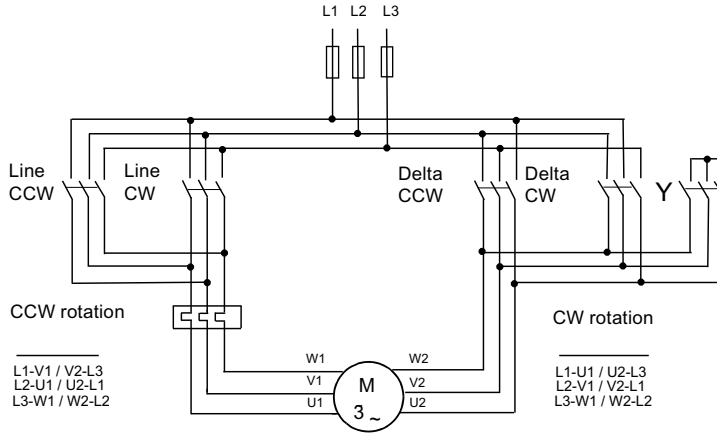 L1 L2 L3
Line
CCW
Line
CW
Delta
CCW
Delta
CW
Y
CCW rotation
CW rotation
L1-V1 / V2-L3
L2-U1 / U2-L1
L3-W1 / W2-L2
W1
V1
U1
M
3 ~
W2
V2
U2
L1-U1 / U2-L3
L2-V1 / V2-L1
L3-W1 / W2-L2